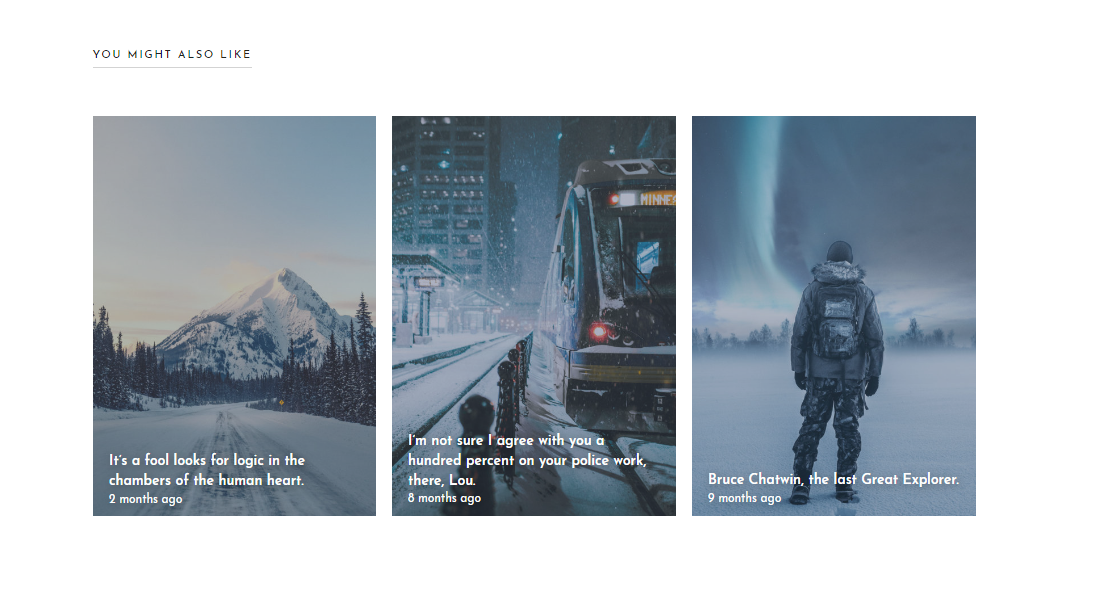 YOU MIGHT ALSO LIKE
MINNE
It's a fool looks for logic in the
chambers of the human heart.
2 months ago
I'm not sure I agree with you a
hundred percent on your police work,
there, Lou.
8 months ago
Bruce Chatwin, the last Great Explorer.
9 months ago